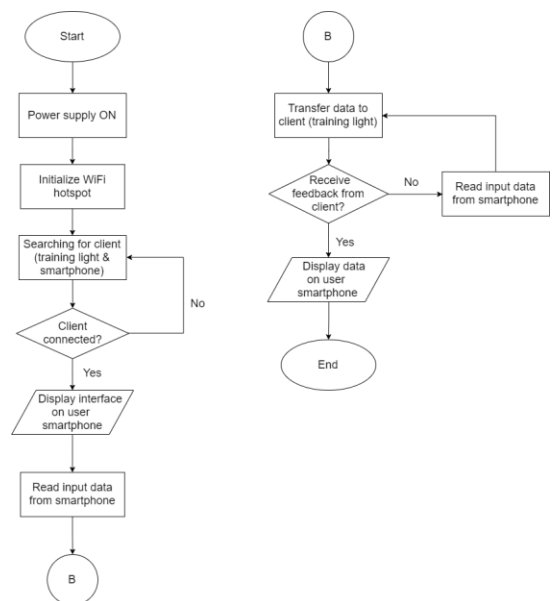 Start
Power supply ON
Initialize WiFi
hotspot
Searching for client
(training light &
smartphone)
No
Client
connected?
Yes
Display interface
on user
smartphone
Read input data
from smartphone
B
B
Transfer data to
client (training light)
Receive
feedback from
client?
No
Read input data
from smartphone
Yes
Display data
on user
smartphone
End